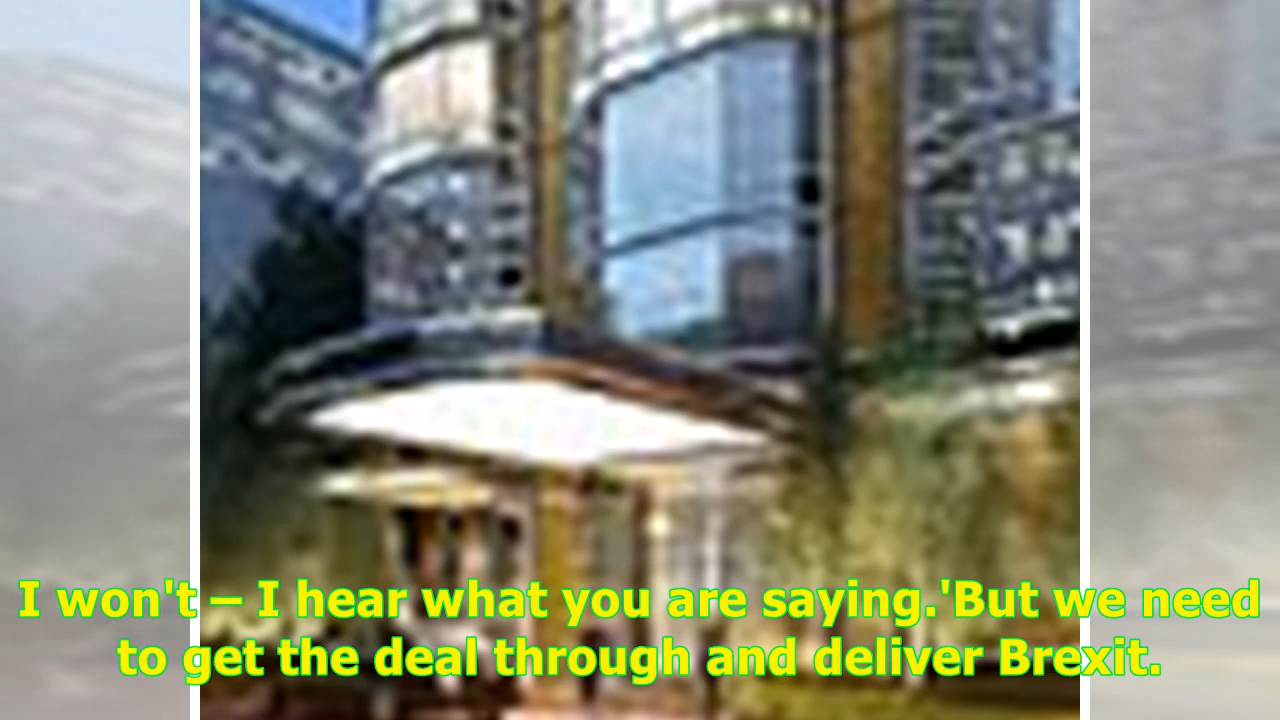 I won't – I hear what you are saying.'But we need
to get the deal through and deliver Brexit.